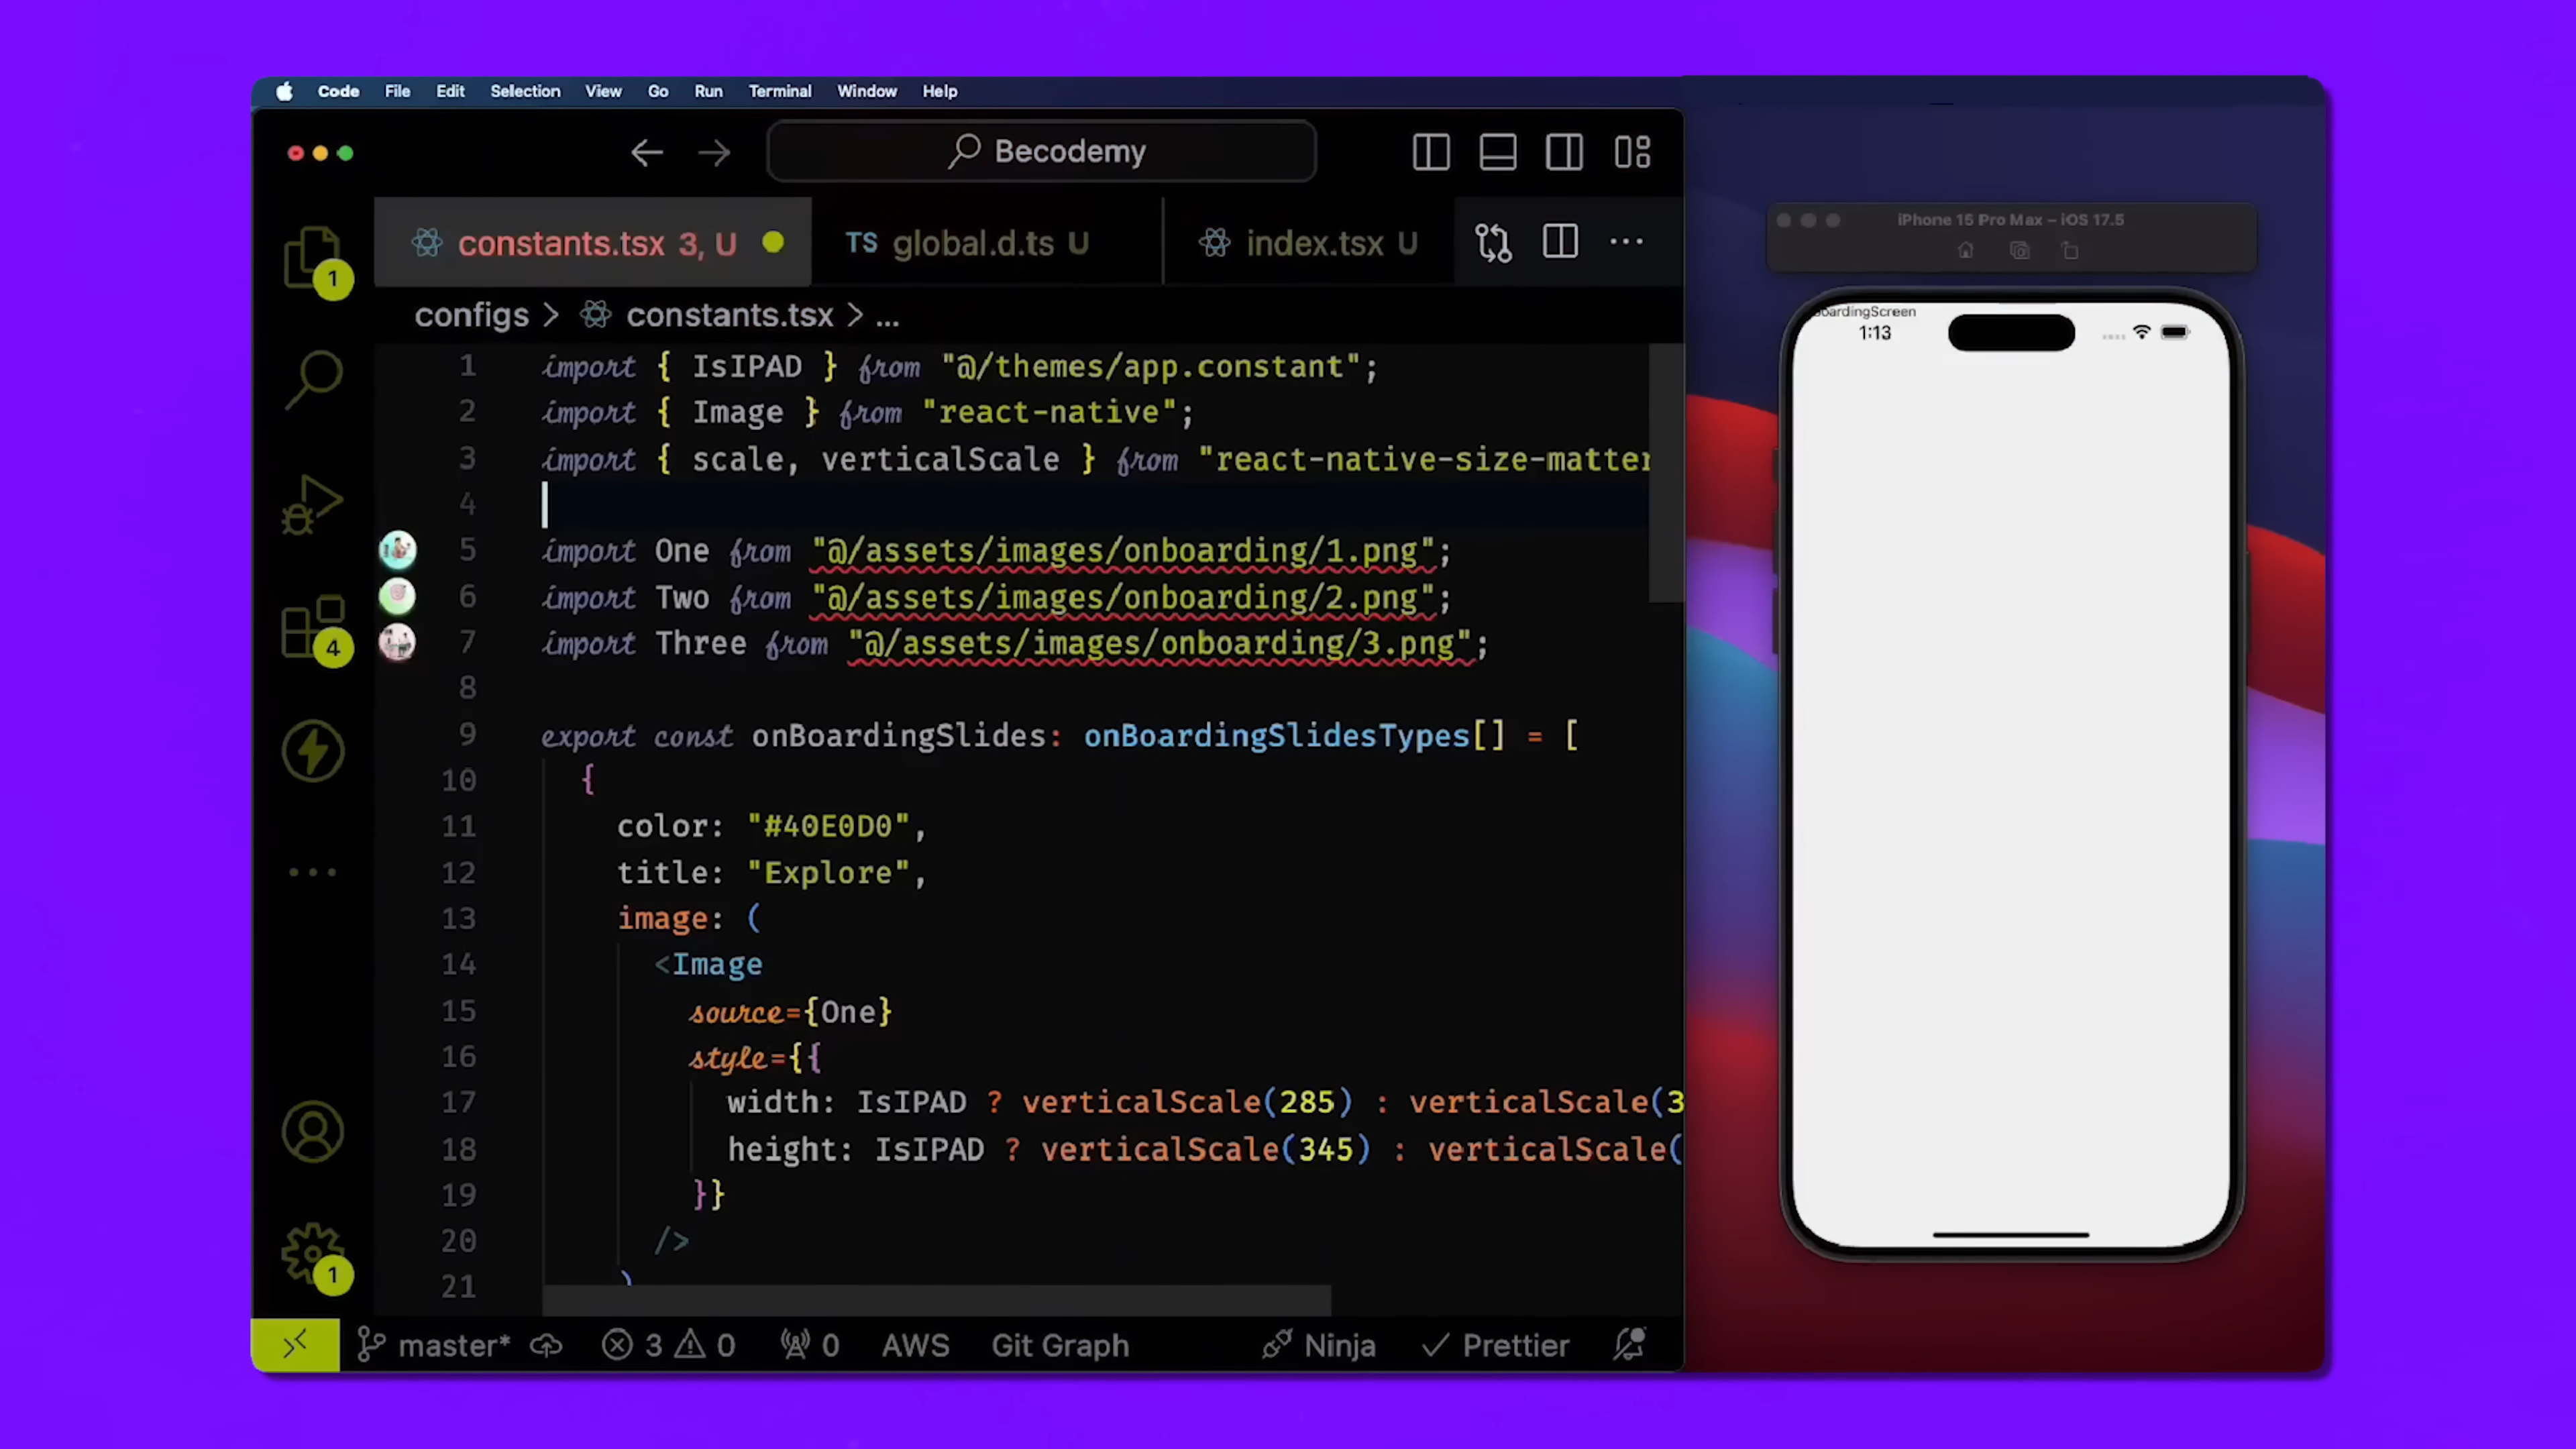 Code File Edit Selection View Go Run Terminal Window Help
Becodemy
constants.tsx 3, U
TS global.d.ts U
index.tsx U
configs > constants.tsx > ...
1 import { IsIPAD } from "@/themes/app.constant";
2 import { Image } from "react-native";
3 import { scale, verticalScale } from "react-native-size-matter
4
5 import One from "@/assets/images/onboarding/1.png";
6 import Two from "@/assets/images/onboarding/2.png";
7 import Three from "@/assets/images/onboarding/3.png";
8
9 export const onBoardingSlides: onBoardingSlidesTypes[] = [
10 {
11 color: "#40E0D0",
12 title: "Explore",
13 image: (
14 <Image
15 source={One}
16 style={{
17 width: IsIPAD ? verticalScale(285) : verticalScale(3
18 height: IsIPAD ? verticalScale(345) : verticalScale(
19 }}
20 />
21 )
1
4
1
master* 3 0 0 AWS Git Graph Ninja Prettier
iPhone 15 Pro Max – iOS 17.5
oardingScreen
1:13